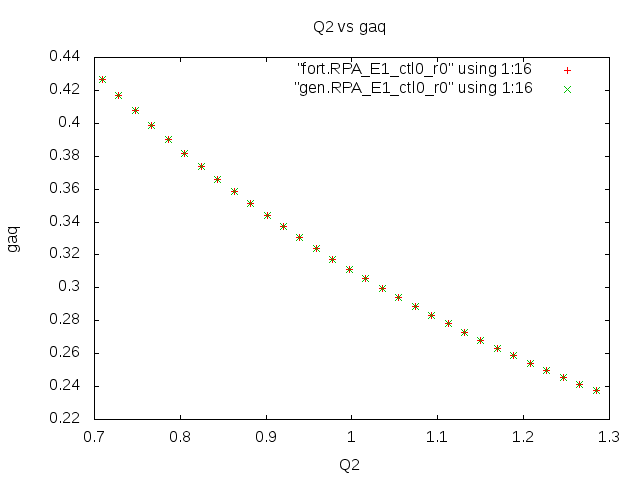 Q2 vs gaq
"fort.RPA_E1_ctl0_r0" using 1:16
"gen.RPA_E1_ctl0_r0" using 1:16
0.44
0.42
0.4
0.38
0.36
0.34
0.32
0.3
0.28
0.26
0.24
0.22
gaq
0.7 0.8 0.9 1 1.1 1.2 1.3
Q2